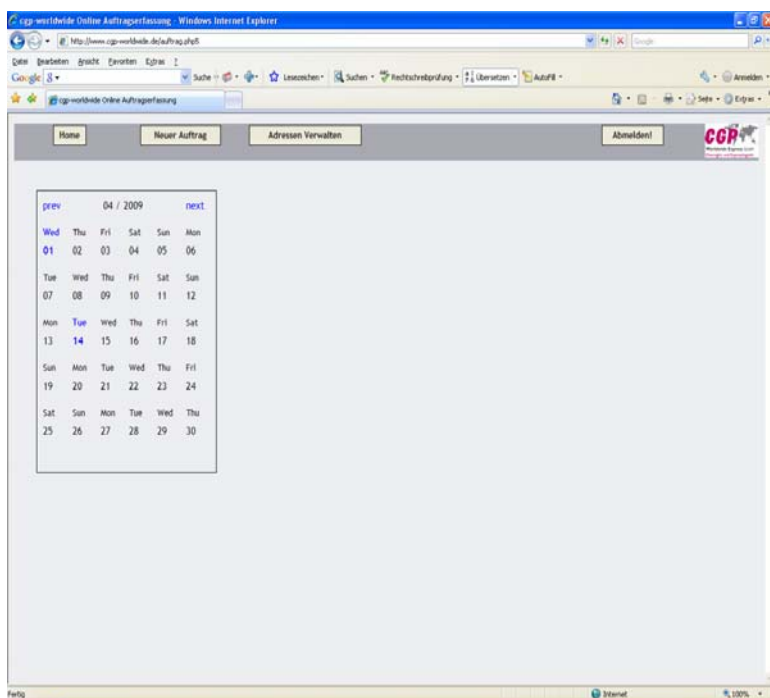 cgp-worldwide Online Auftragserfassung - Windows Internet Explorer
http://www.cgp-worldwide.de/auftrag.php5
Google
Datei Bearbeiten Ansicht Favoriten Extras ?
Google Suche Lesezeichen Suchen Rechtschreibprüfung Übersetzen AutoFill Anmelden
cgp-worldwide Online Auftragserfassung Seite Extras
Home Neuer Auftrag Adressen Verwalten Abmelden! CGP
prev 04 / 2009 next
Wed Thu Fri Sat Sun Mon
01 02 03 04 05 06
Tue Wed Thu Fri Sat Sun
07 08 09 10 11 12
Mon Tue Wed Thu Fri Sat
13 14 15 16 17 18
Sun Mon Tue Wed Thu Fri
19 20 21 22 23 24
Sat Sun Mon Tue Wed Thu
25 26 27 28 29 30
Fertig Internet 100%